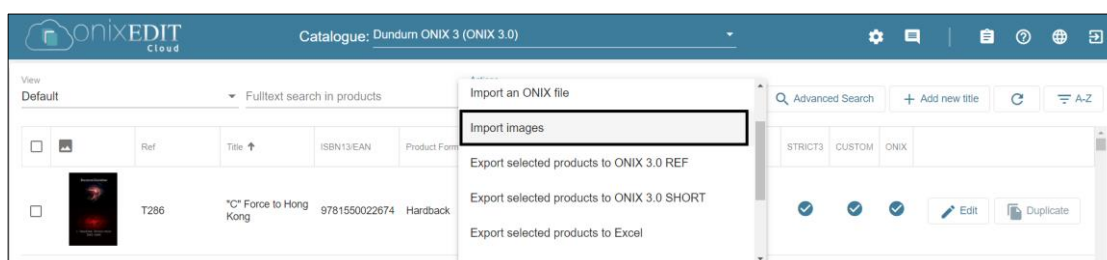 onixEDIT
Cloud
Catalogue: Dundurn ONIX 3 (ONIX 3.0)
View
Default
Fulltext search in products
Import an ONIX file
Import images
Export selected products to ONIX 3.0 REF
Export selected products to ONIX 3.0 SHORT
Export selected products to Excel
Advanced Search
+ Add new title
A-Z
Ref
Title ↑
ISBN13/EAN
Product Form
STRICT3
CUSTOM
ONIX
T286
"C" Force to Hong
Kong
9781550022674
Hardback
Edit
Duplicate